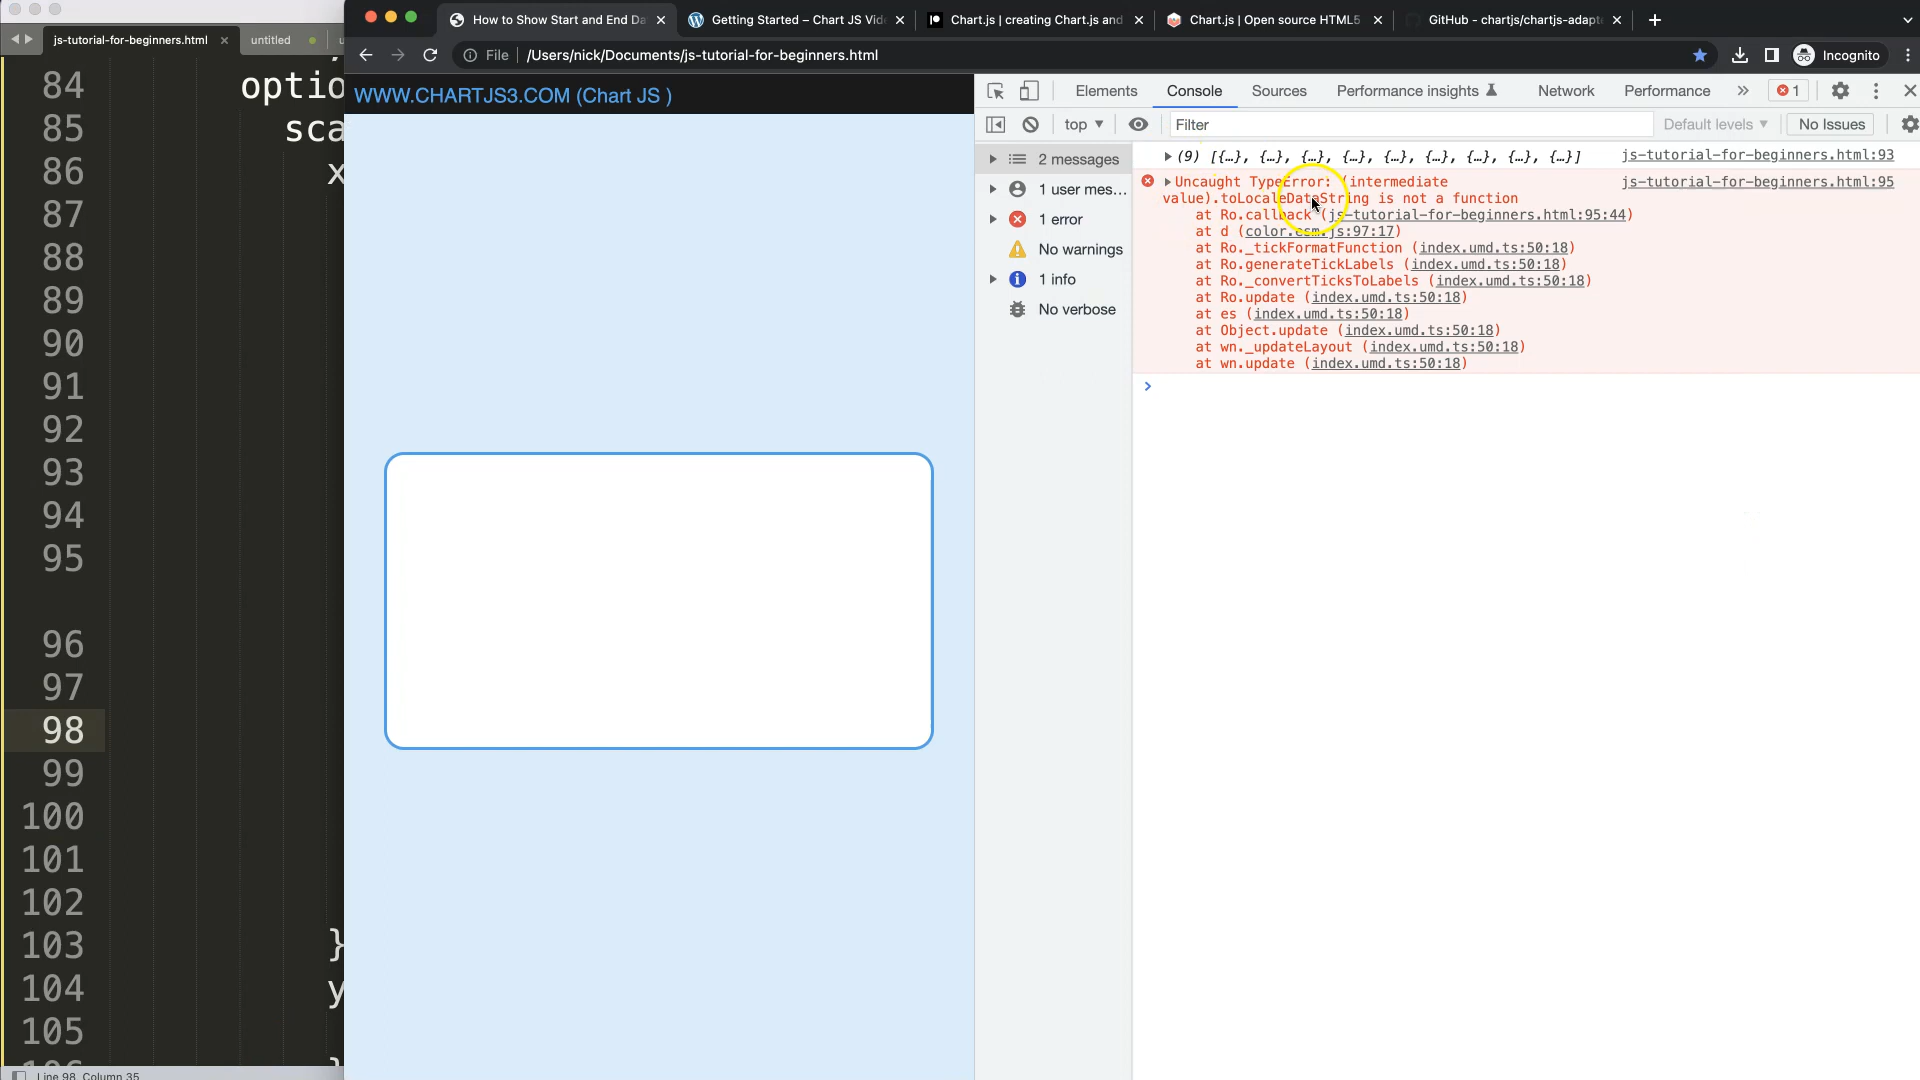 js-tutorial-for-beginners.html
untitled
How to Show Start and End Da
Getting Started – Chart JS Vide
Chart.js | creating Chart.js and
Chart.js | Open source HTML5
GitHub - chartjs/chartjs-adapte
File
/Users/nick/Documents/js-tutorial-for-beginners.html
Incognito
WWW.CHARTJS3.COM (Chart JS )
Elements
Console
Sources
Performance insights
Network
Performance
1
top
Filter
Default levels
No Issues
2 messages
1 user mes...
1 error
No warnings
1 info
No verbose
(9) [{…}, {…}, {…}, {…}, {…}, {…}, {…}, {…}, {…}]
js-tutorial-for-beginners.html:93
Uncaught TypeError: (intermediate
js-tutorial-for-beginners.html:95
value).toLocaleDataString is not a function
at Ro.callback (js-tutorial-for-beginners.html:95:44)
at d (color.esm.js:97:17)
at Ro._tickFormatFunction (index.umd.ts:50:18)
at Ro.generateTickLabels (index.umd.ts:50:18)
at Ro._convertTicksToLabels (index.umd.ts:50:18)
at Ro.update (index.umd.ts:50:18)
at es (index.umd.ts:50:18)
at Object.update (index.umd.ts:50:18)
at wn._updateLayout (index.umd.ts:50:18)
at wn.update (index.umd.ts:50:18)
84 optio
85 sca
86 x
87
88
89
90
91
92
93
94
95
96
97
98
99
100
101
102
103 }
104 y
105
Line 98, Column 35